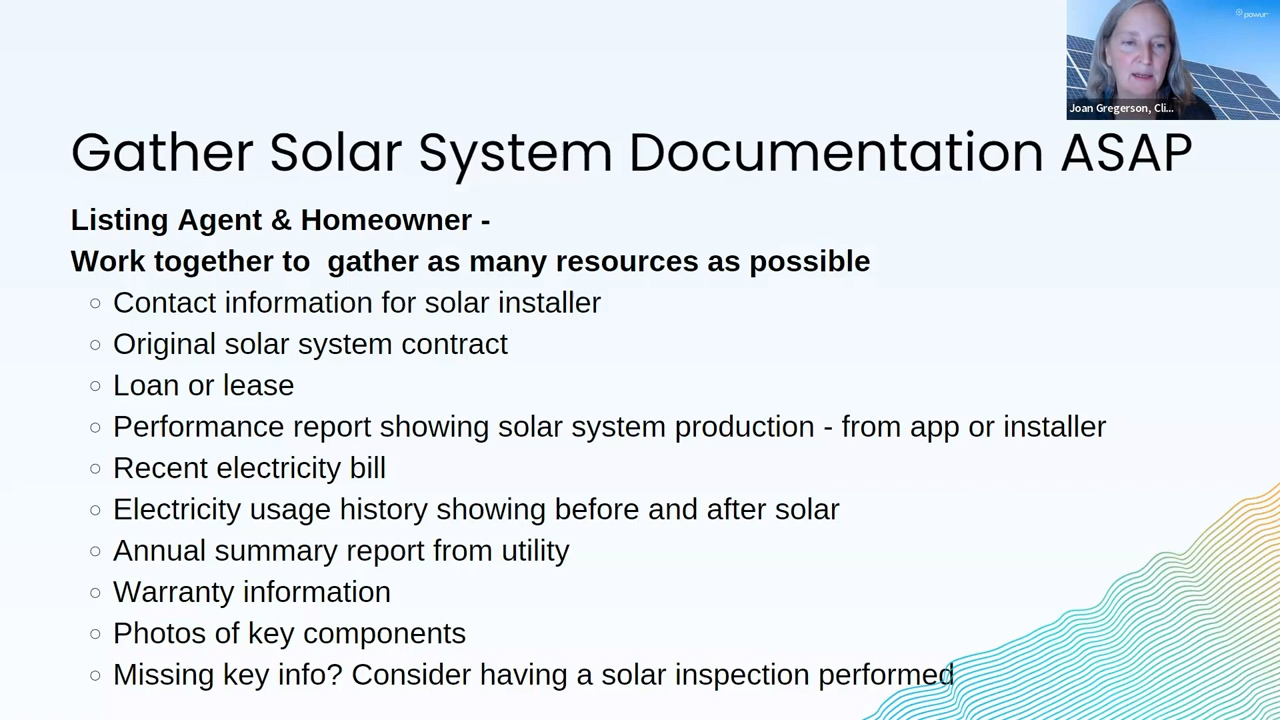 powur
Joan Gregerson, Cli...
Gather Solar System Documentation ASAP
Listing Agent & Homeowner -
Work together to  gather as many resources as possible
Contact information for solar installer
Original solar system contract
Loan or lease
Performance report showing solar system production - from app or installer
Recent electricity bill
Electricity usage history showing before and after solar
Annual summary report from utility
Warranty information
Photos of key components
Missing key info? Consider having a solar inspection performed